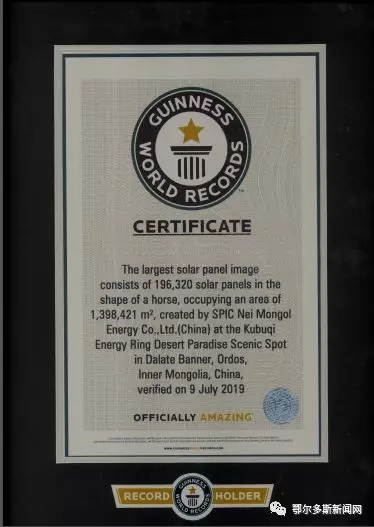 GUINNESS
WORLD RECORDS
TM
CERTIFICATE
The largest solar panel image
consists of 196,320 solar panels in the
shape of a horse, occupying an area of
1,398,421 m², created by SPIC Nei Mongol
Energy Co.,Ltd.(China) at the Kubuqi
Energy Ring Desert Paradise Scenic Spot
in Dalate Banner, Ordos,
Inner Mongolia, China,
verified on 9 July 2019
OFFICIALLY AMAZING
RECORD HOLDER
鄂尔多斯新闻网